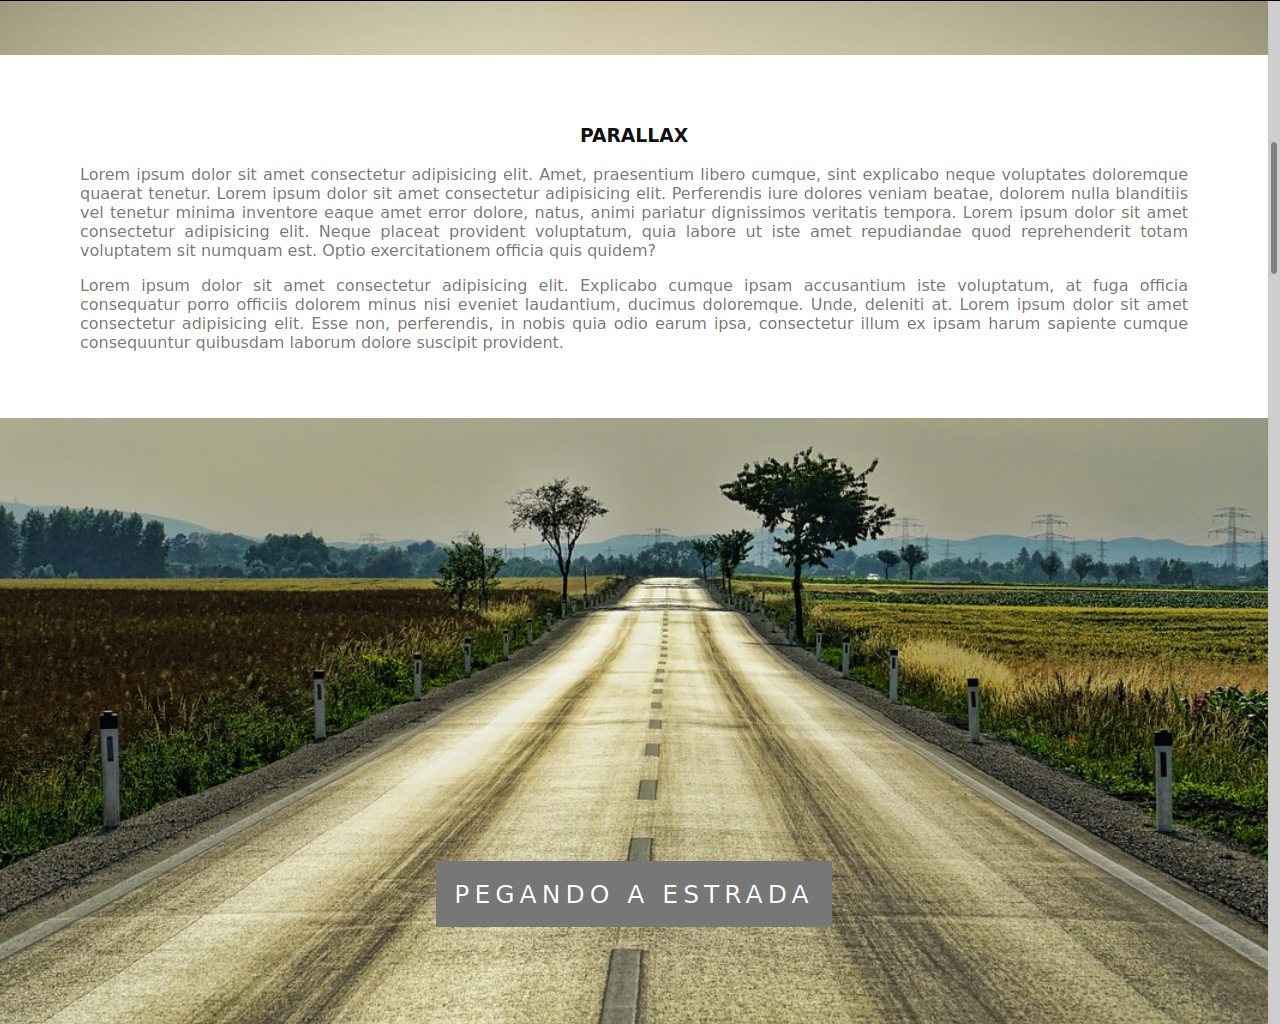 PARALLAX
Lorem ipsum dolor sit amet consectetur adipisicing elit. Amet, praesentium libero cumque, sint explicabo neque voluptates doloremque
quaerat tenetur. Lorem ipsum dolor sit amet consectetur adipisicing elit. Perferendis iure dolores veniam beatae, dolorem nulla blanditiis
vel tenetur minima inventore eaque amet error dolore, natus, animi pariatur dignissimos veritatis tempora. Lorem ipsum dolor sit amet
consectetur adipisicing elit. Neque placeat provident voluptatum, quia labore ut iste amet repudiandae quod reprehenderit totam
voluptatem sit numquam est. Optio exercitationem officia quis quidem?
Lorem ipsum dolor sit amet consectetur adipisicing elit. Explicabo cumque ipsam accusantium iste voluptatum, at fuga officia
consequatur porro officiis dolorem minus nisi eveniet laudantium, ducimus doloremque. Unde, deleniti at. Lorem ipsum dolor sit amet
consectetur adipisicing elit. Esse non, perferendis, in nobis quia odio earum ipsa, consectetur illum ex ipsam harum sapiente cumque
consequuntur quibusdam laborum dolore suscipit provident.
PEGANDO A ESTRADA